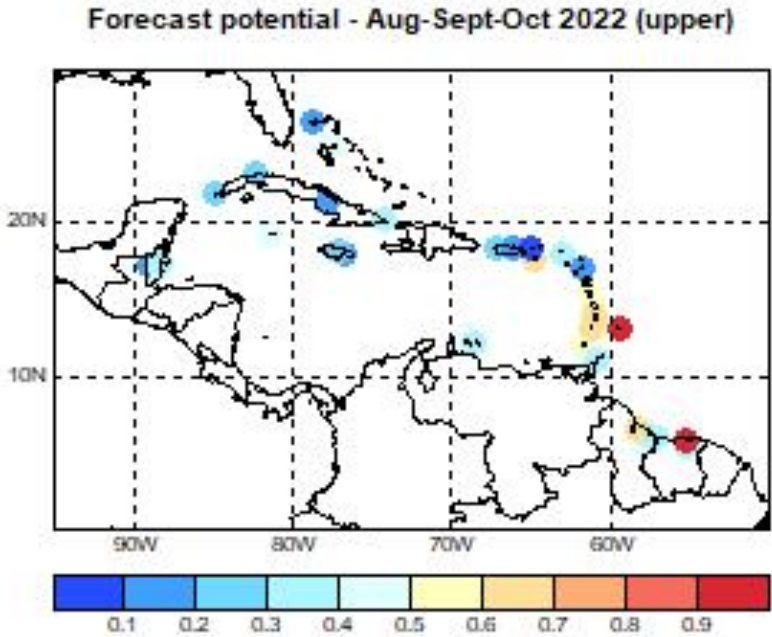 Forecast potential - Aug-Sept-Oct 2022 (upper)
20N
10N
90W 80W 70W 60W
0.1 0.2 0.3 0.4 0.5 0.6 0.7 0.8 0.9